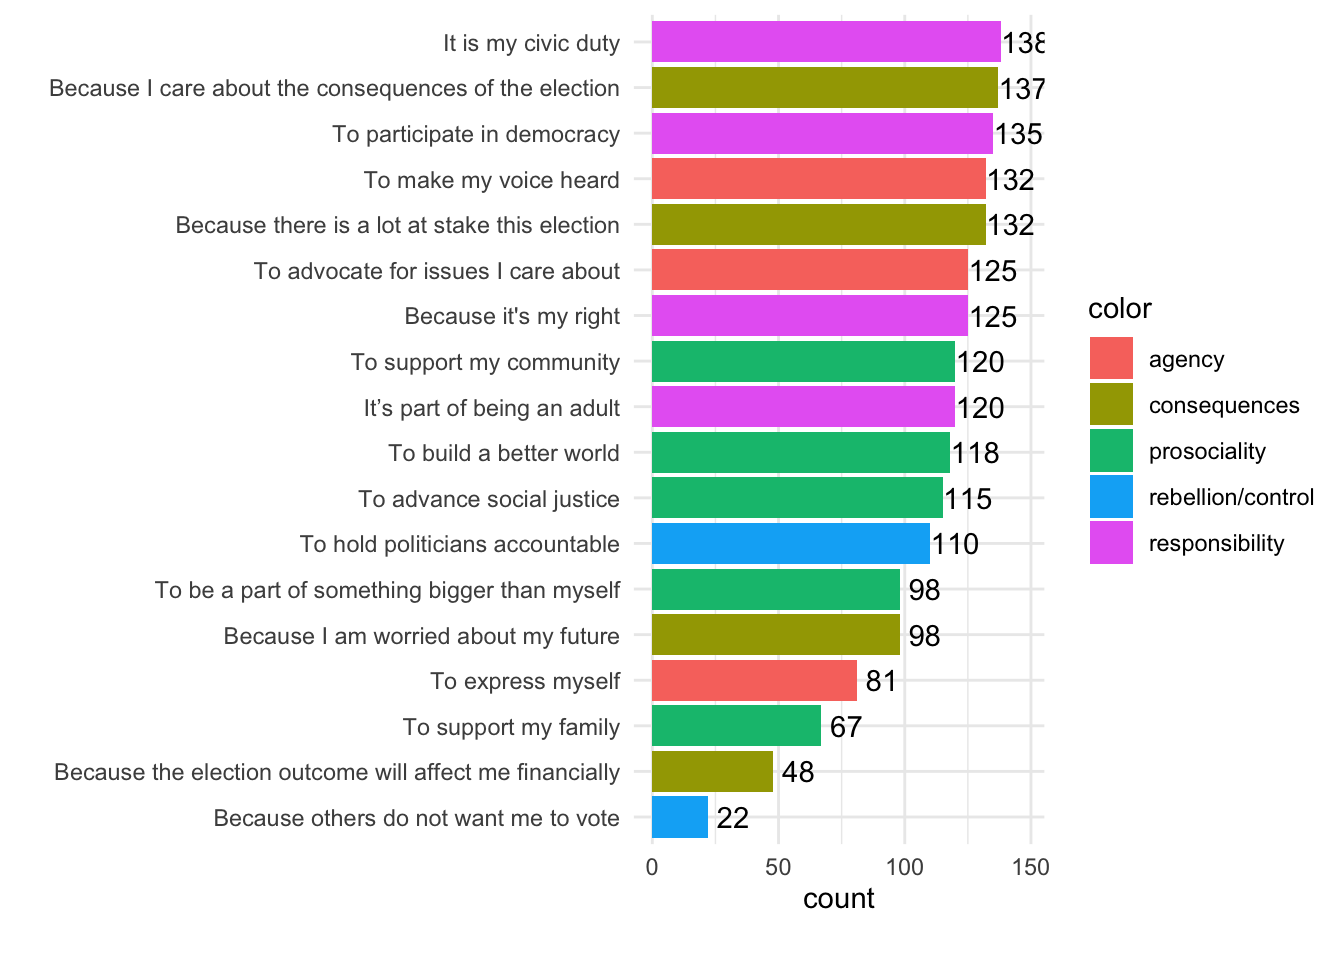 It is my civic duty 138
Because I care about the consequences of the election 137
To participate in democracy 135
To make my voice heard 132
Because there is a lot at stake this election 132
To advocate for issues I care about 125
Because it's my right 125
To support my community 120
It’s part of being an adult 120
To build a better world 118
To advance social justice 115
To hold politicians accountable 110
To be a part of something bigger than myself 98
Because I am worried about my future 98
To express myself 81
To support my family 67
Because the election outcome will affect me financially 48
Because others do not want me to vote 22
0 50 100 150
count
color
agency
consequences
prosociality
rebellion/control
responsibility